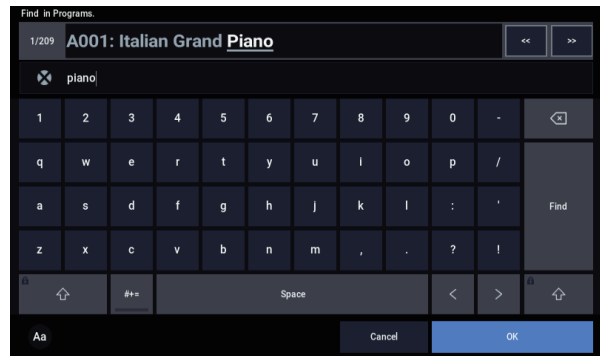 Find in Programs.
1/209 A001: Italian Grand Piano << >>
piano
1 2 3 4 5 6 7 8 9 0 -
q w e r t y u i o p /
a s d f g h j k l : ' Find
z x c v b n m , . ? !
#+= Space < >
Aa Cancel OK